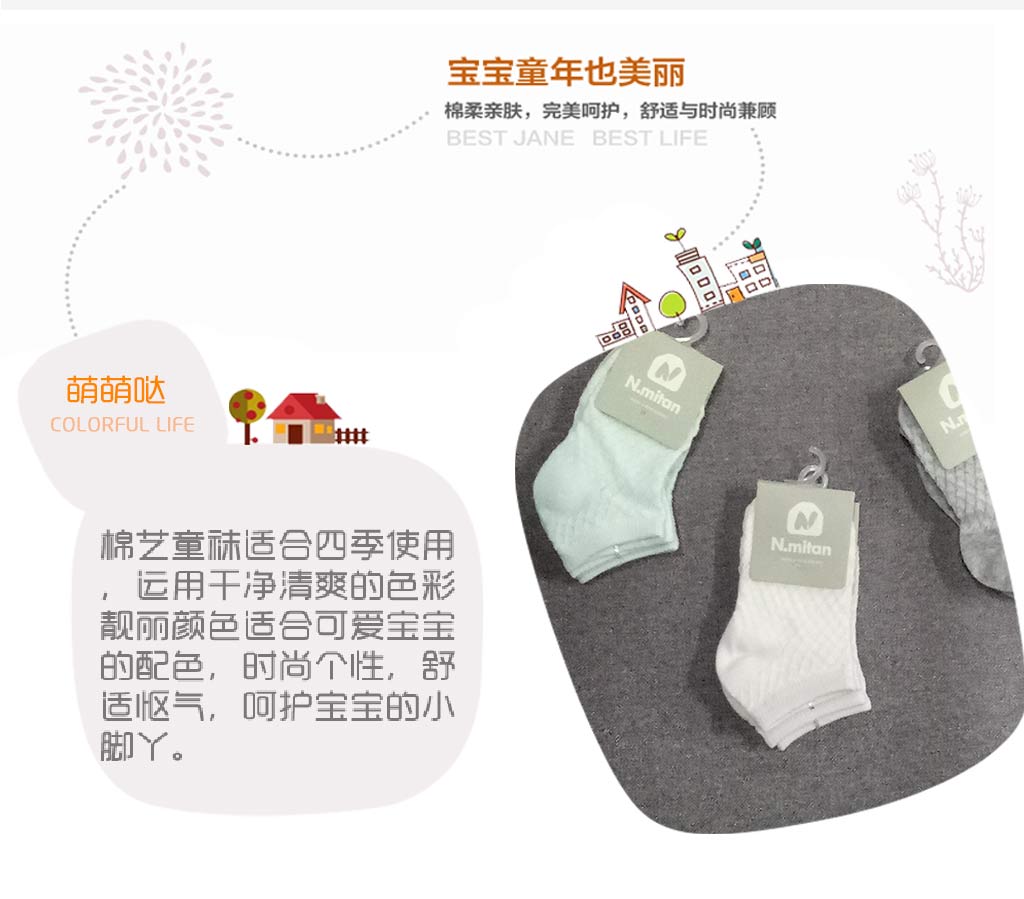 宝宝童年也美丽
棉柔亲肤，完美呵护，舒适与时尚兼顾
BEST JANE BEST LIFE
萌萌哒
COLORFUL LIFE
棉艺童袜适合四季使用
，运用干净清爽的色彩
靓丽颜色适合可爱宝宝
的配色，时尚个性，舒
适怄气，呵护宝宝的小
脚丫。
N.mitan
N.mitan
N.m